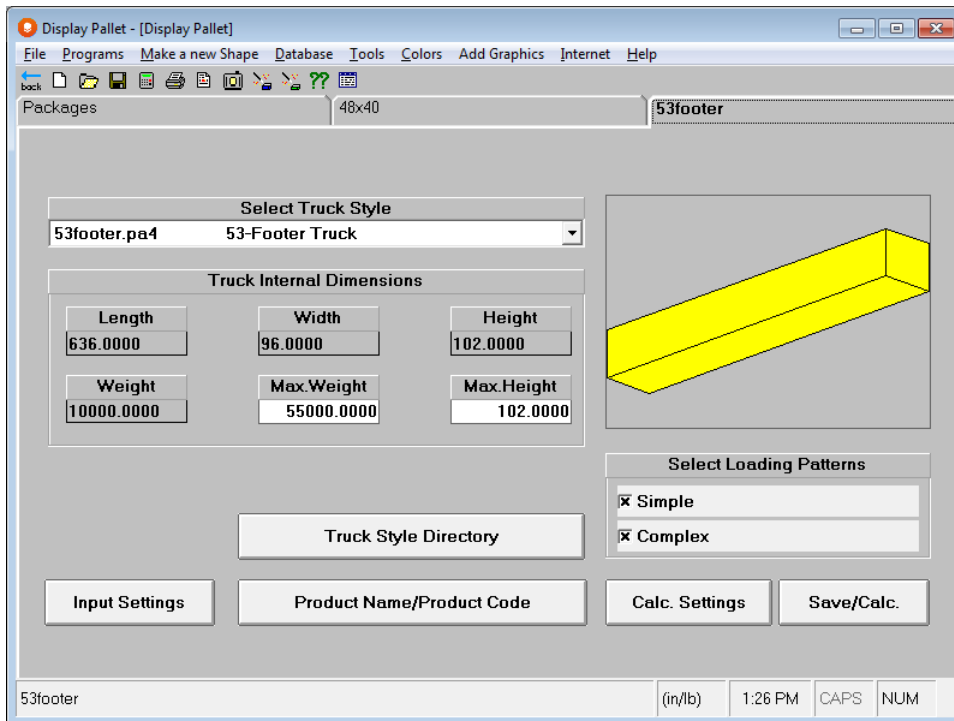 Display Pallet - [Display Pallet]
File Programs Make a new Shape Database Tools Colors Add Graphics Internet Help
back ??
Packages 48x40 53footer
Select Truck Style
53footer.pa4 53-Footer Truck
Truck Internal Dimensions
Length Width Height
636.0000 96.0000 102.0000
Weight Max.Weight Max.Height
10000.0000 55000.0000 102.0000
Select Loading Patterns
Simple
Complex
Truck Style Directory
Input Settings Product Name/Product Code Calc. Settings Save/Calc.
53footer (in/lb) 1:26 PM CAPS NUM